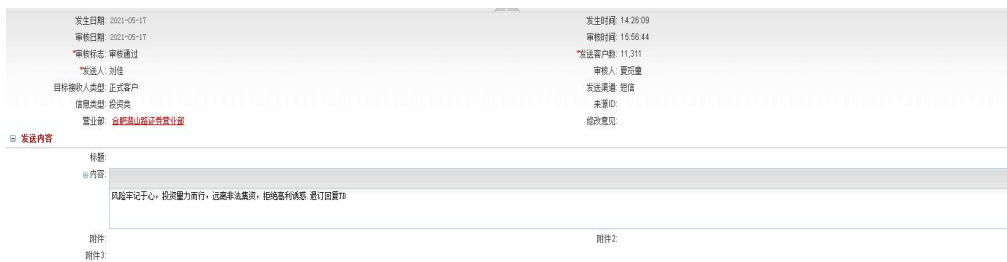 发生日期: 2021-05-17 发生时间: 14:26:09
审核日期: 2021-05-17 审核时间: 15:56:44
*审核标志: 审核通过 *发送客户数: 11,311
*发送人: 刘佳 审核人: 夏班童
目标接收人类型: 正式客户 发送渠道: 短信
信息类型: 投资类 来源ID:
营业部: 合肥潜山路证券营业部 修改意见:
发送内容
标题:
内容:
风险牢记于心，投资量力而行，远离非法集资，拒绝高利诱惑.退订回复TD
附件: 附件2:
附件3: